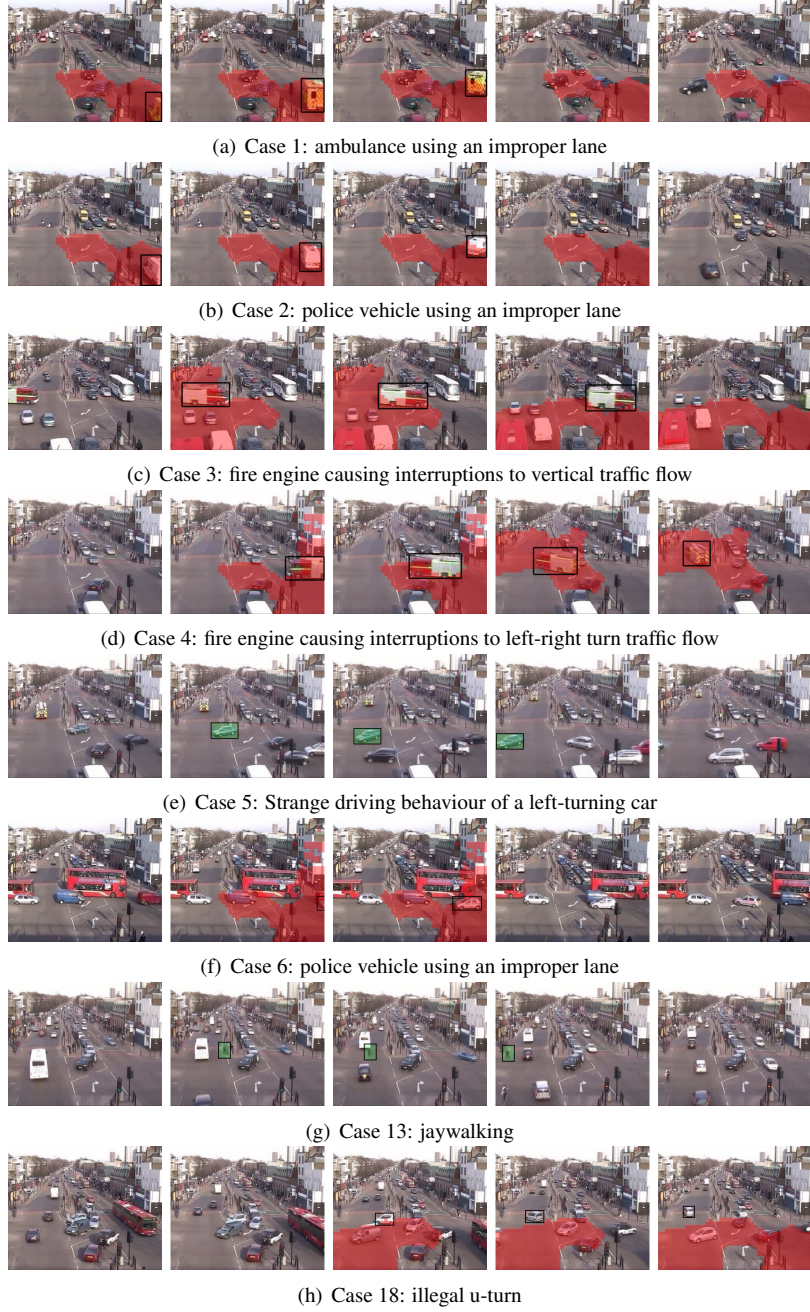 (a) Case 1: ambulance using an improper lane
(b) Case 2: police vehicle using an improper lane
(c) Case 3: fire engine causing interruptions to vertical traffic flow
(d) Case 4: fire engine causing interruptions to left-right turn traffic flow
(e) Case 5: Strange driving behaviour of a left-turning car
(f) Case 6: police vehicle using an improper lane
(g) Case 13: jaywalking
(h) Case 18: illegal u-turn